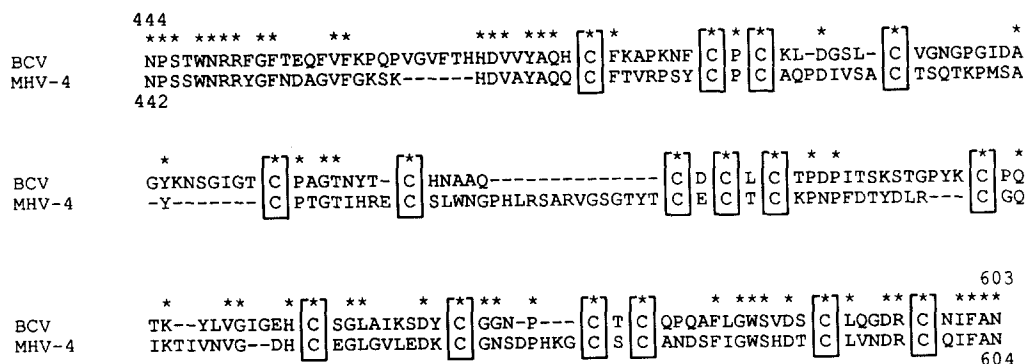 444
*** **** ** ** *** *** [*] * [*] * [*] * [*] *
BCV NPSTWNRRFGFTEQFVFKPQPVGVFTHHDVVYAQH C FKAPKNF C P C KL-DGSL- C VGNGPGIDA
MHV-4 NPSSWNRRYGFNDAGVFGKSK------HDVAYAQQ C FTVRPSY C P C AQPDIVSA C TSQTKPMSA
442
* [*] * ** [*] [*] [*] [*] * * [*] *
BCV GYKNSGIGT C PAGTNYT- C HNAAQ--------------- C D C L C TPDPITSKSTGPYK C PQ
MHV-4 -Y------- C PTGTIHRE C SLWNGPHLRSARVGSGTYT C E C T C KPNPFDTYDLR--- C GQ
603
* ** * [*] ** * [*] ** * [*] [*] * *** * [*] * ** [*] ****
BCV TK--YLVGIGEH C SGLAIKSDY C GGN-P--- C T C QPQAFLGWSVDS C LQGDR C NIFAN
MHV-4 IKTIVNVG--DH C EGLGVLEDK C GNSDPHKG C S C ANDSFIGWSHDT C LVNDR C QIFAN
604